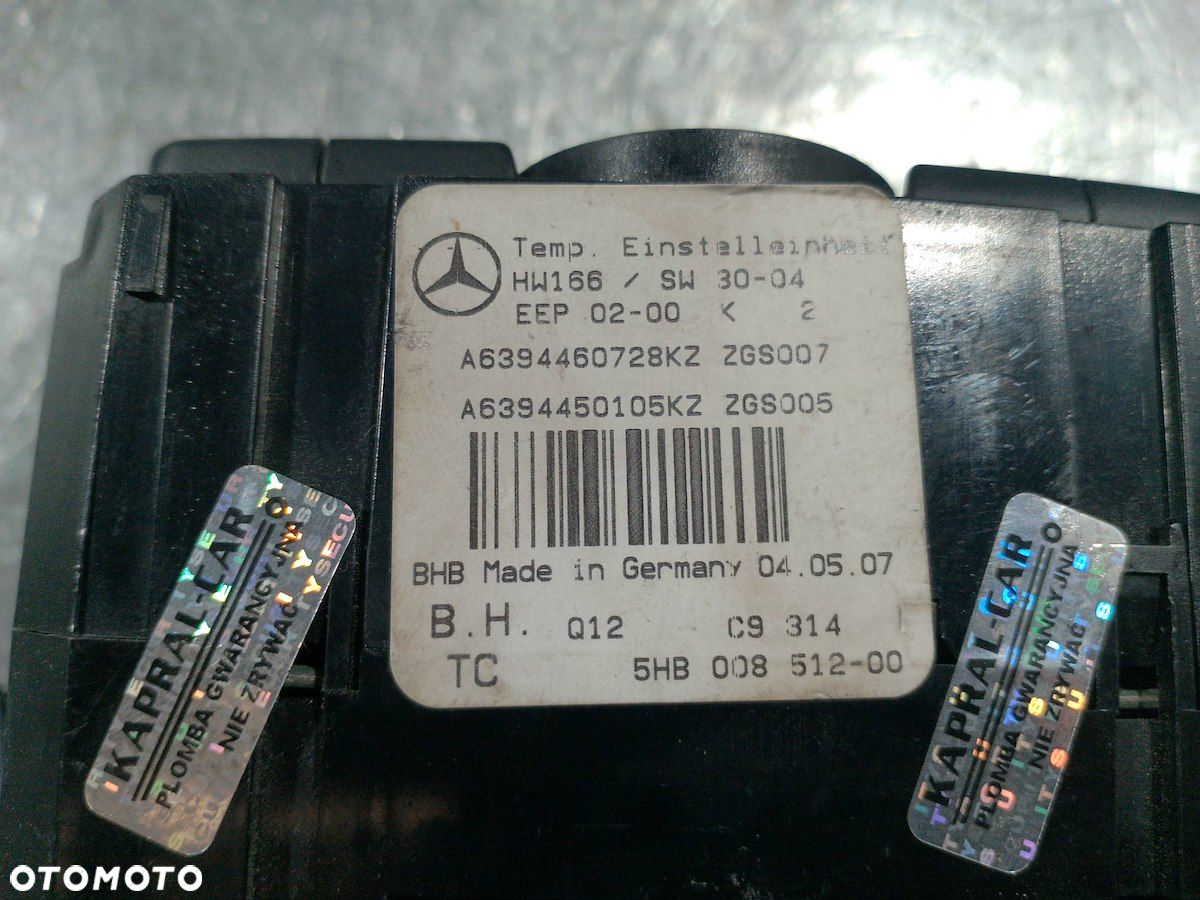 Temp. Einstelleinheit
HW166 / SW 30-04
EEP 02-00 K 2
A6394460728KZ ZGS007
A6394450105KZ ZGS005
BHB Made in Germany 04.05.07
B.H. Q12 C9 314
TC 5HB 008 512-00
KAPRAL-CAR
PLOMBA GWARANCYJNA
NIE ZRYWAĆ
KAPRAL-CAR
PLOMBA GWARANCYJNA
NIE ZRYWAĆ
OTOMOTO